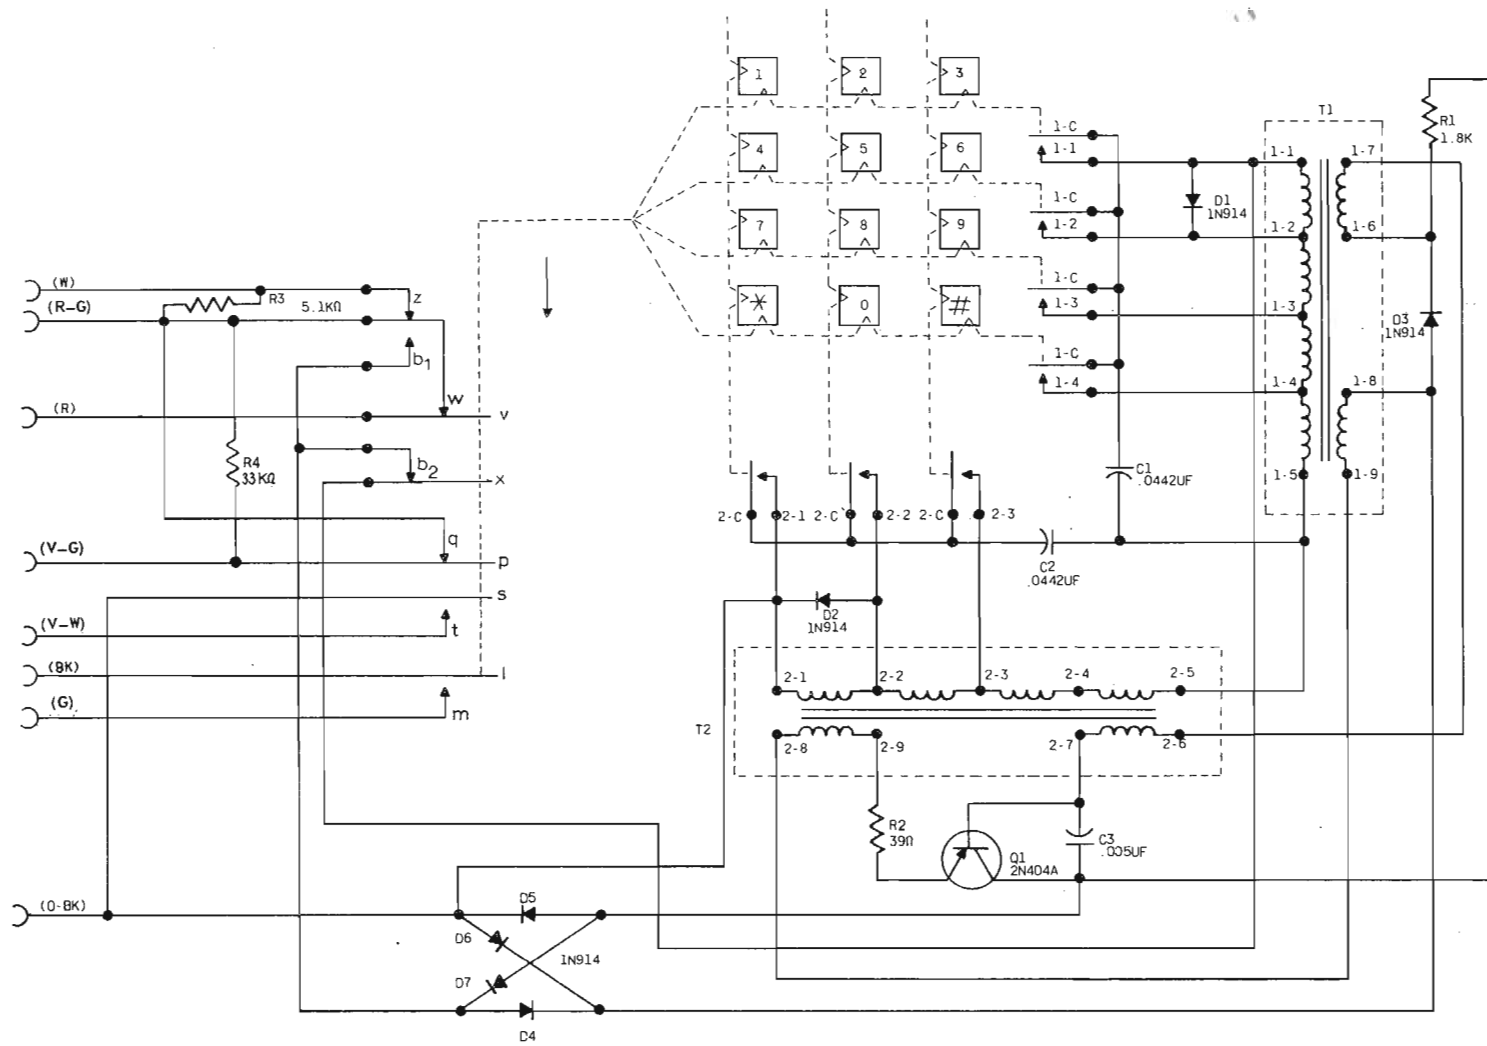 1 2 3
T1
R1
1.8K
1-C
1-1
1-1 1-7
4 5 6
D1
1N914
1-C
1-2
1-2 1-6
7 8 9
(W)
R3
5.1KΩ
z
(R-G)
1-C
1-3
1-3
* 0 #
D3
1N914
b1
1-C
1-4
1-4 1-8
(R)
w
v
R4
33KΩ
b2
x
C1
.0442UF
1-5 1-9
2-C 2-1 2-C 2-2 2-C 2-3
q
(V-G)
p
C2
.0442UF
s
D2
1N914
(V-W)
t
(BK)
l
2-1 2-2 2-3 2-4 2-5
(G)
m
T2
2-8 2-9 2-7 2-6
R2
39Ω
Q1
2N404A
C3
.005UF
(O-BK)
D5
D6
1N914
D7
D4